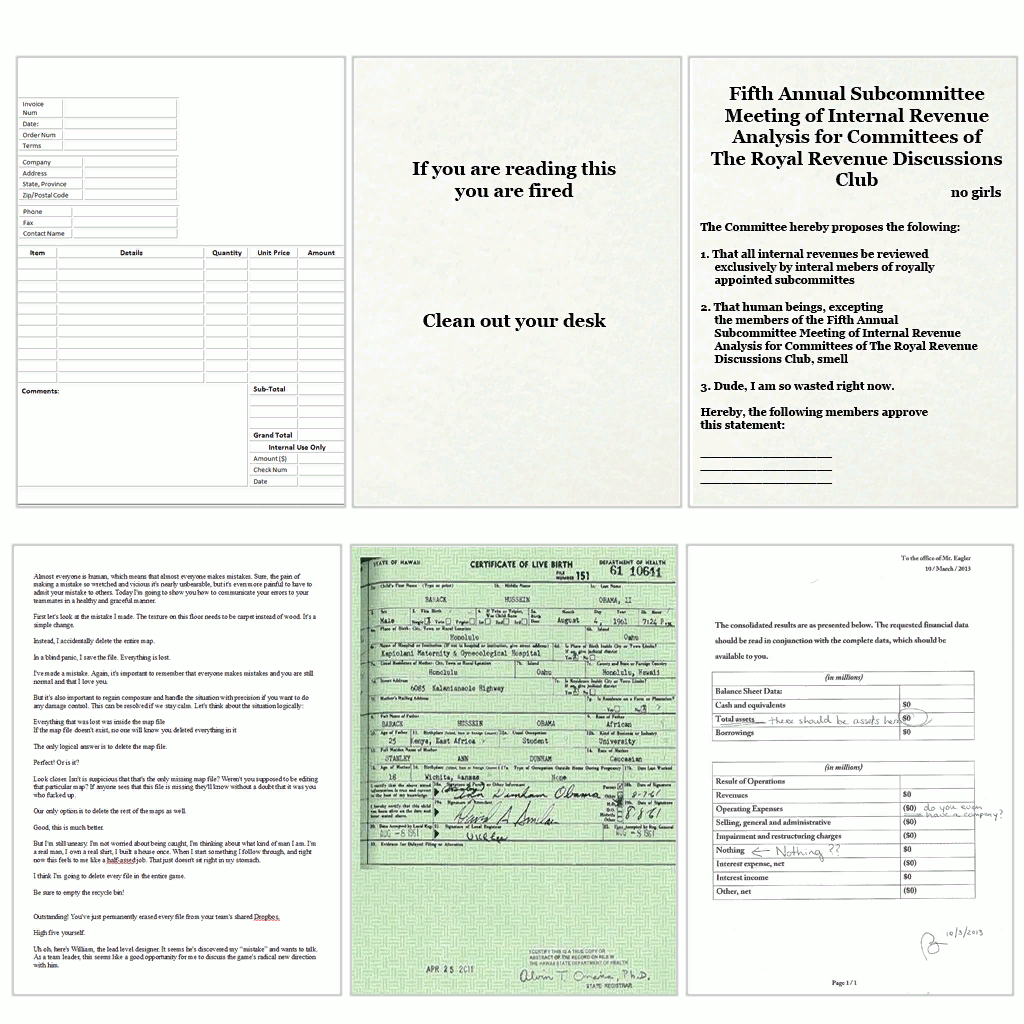 Invoice
Num
Date:
Order Num
Terms
Company
Address
State, Province
Zip/Postal Code
Phone
Fax
Contact Name
Item Details Quantity Unit Price Amount
Comments:
Sub-Total
Grand Total
Internal Use Only
Amount ($)
Check Num
Date
If you are reading this
you are fired
Clean out your desk
Fifth Annual Subcommittee
Meeting of Internal Revenue
Analysis for Committees of
The Royal Revenue Discussions
Club
no girls
The Committee hereby proposes the folowing:
1. That all internal revenues be reviewed
exclusively by interal mebers of royally
appointed subcommittes
2. That human beings, excepting
the members of the Fifth Annual
Subcommittee Meeting of Internal Revenue
Analysis for Committees of The Royal Revenue
Discussions Club, smell
3. Dude, I am so wasted right now.
Hereby, the following members approve
this statement:
Almost everyone is human, which means that almost everyone makes mistakes. Sure, the pain of
making a mistake so wretched and vicious it's nearly unbearable, but it's even more painful to have to
admit your mistake to others. Today I'm going to show you how to communicate your errors to your
teammates in a healthy and graceful manner.
First let's look at the mistake I made. The texture on this floor needs to be carpet instead of wood. It's a
simple change.
Instead, I accidentally delete the entire map.
In a blind panic, I save the file. Everything is lost.
I've made a mistake. Again, it's important to remember that everyone makes mistakes and you are still
normal and that I love you.
But it's also important to regain composure and handle the situation with precision if you want to do
any damage control. This can be resolved if we stay calm. Let's think about the situation logically:
Everything that was lost was inside the map file
If the map file doesn't exist, no one will know you deleted everything in it
The only logical answer is to delete the map file.
Perfect! Or is it?
Look closer. Isn't is suspicious that that's the only missing map file? Weren't you supposed to be editing
that particular map? If anyone sees that this file is missing they'll know without a doubt that it was you
who fucked up.
Our only option is to delete the rest of the maps as well.
Good, this is much better.
But I'm still uneasy. I'm not worried about being caught, I'm thinking about what kind of man I am. I'm a
real man, I own a real shirt, I built a house once. When I start something I follow through, and right
now this feels to me like a half-assed job. That just doesn't sit right in my stomach.
I think I'm going to delete every file in the entire game.
Be sure to empty the recycle bin!
Outstanding! You've just permanently erased every file from your team's shared Dropbox.
High five yourself.
Uh oh, here's William, the lead level designer. It seems he's discovered my "mistake" and wants to talk.
As a team leader, this seems like a good opportunity for me to discuss the game's radical new direction
with him.
STATE OF HAWAII CERTIFICATE OF LIVE BIRTH DEPARTMENT OF HEALTH
FILE NUMBER 151 61 10641
BARACK HUSSEIN OBAMA, II
Male August 4, 1961 7:24 P.m.
Honolulu Oahu
Kapiolani Maternity & Gynecological Hospital
Honolulu Oahu Honolulu, Hawaii
6085 Kalanianaole Highway
BARACK HUSSEIN OBAMA African
25 Kenya, East Africa Student University
STANLEY ANN DUNHAM Caucasian
18 Wichita, Kansas None
APR 25 2011
I CERTIFY THIS IS A TRUE COPY OR
ABSTRACT OF THE RECORD ON FILE IN
THE HAWAII STATE DEPARTMENT OF HEALTH
Alvin T. Onaka, Ph.D.
STATE REGISTRAR
To the office of Mr. Eagler
10 / March / 2013
The consolidated results are as presented below. The requested financial data
should be read in conjunction with the complete data, which should be
available to you.
(in millions)
Balance Sheet Data:
Cash and equivalents $0
Total assets there should be assets here $0
Borrowings $0
(in millions)
Result of Operations
Revenues $0
Operating Expenses ($0) do you even
have a company?
Selling, general and administrative ($0)
Impairment and restructuring charges ($0)
Nothing ← Nothing ?? $0
Interest expense, net ($0)
Interest income $0
Other, net ($0)
10/3/2013
Page 1 / 1